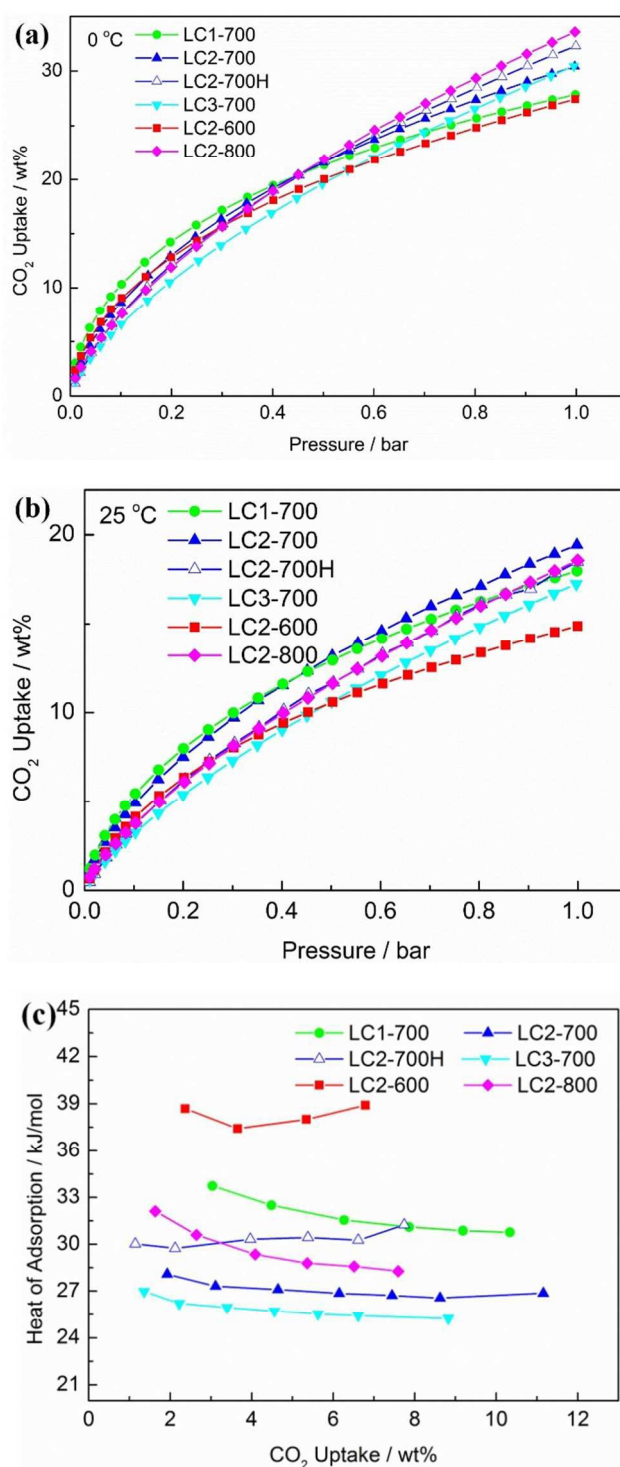 (a)
0 °C
LC1-700
LC2-700
LC2-700H
LC3-700
LC2-600
LC2-800
CO2 Uptake / wt%
30
20
10
0
0.0 0.2 0.4 0.6 0.8 1.0
Pressure / bar
(b)
25 °C
LC1-700
LC2-700
LC2-700H
LC3-700
LC2-600
LC2-800
CO2 Uptake / wt%
20
10
0
0.0 0.2 0.4 0.6 0.8 1.0
Pressure / bar
(c)
LC1-700 LC2-700
LC2-700H LC3-700
LC2-600 LC2-800
Heat of Adsorption / kJ/mol
45
42
39
36
33
30
27
24
21
0 2 4 6 8 10 12
CO2 Uptake / wt%